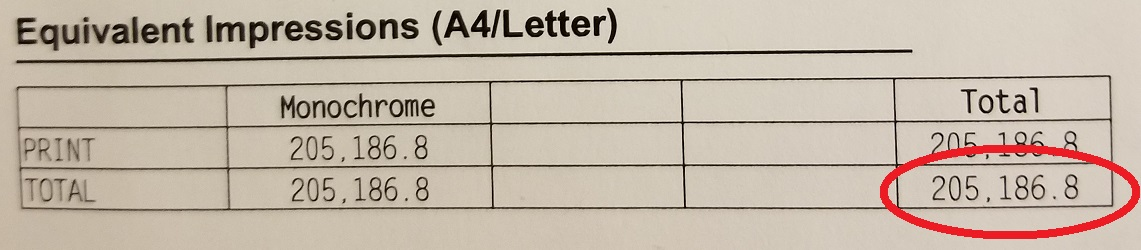 Equivalent Impressions (A4/Letter)
Monochrome Total
PRINT 205,186.8 205,186.8
TOTAL 205,186.8 205,186.8